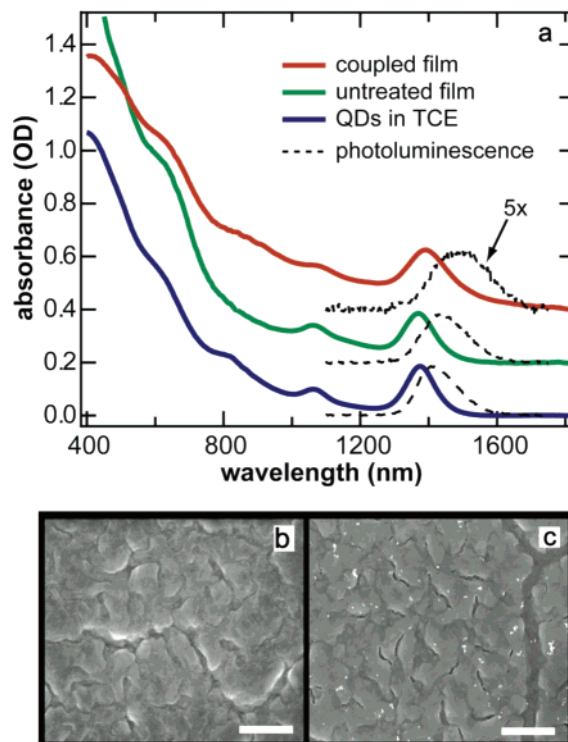 a
1.4
1.2
1.0
0.8
0.6
0.4
0.2
0.0
absorbance (OD)
coupled film
untreated film
QDs in TCE
photoluminescence
5x
400
800
1200
1600
wavelength (nm)
b
c